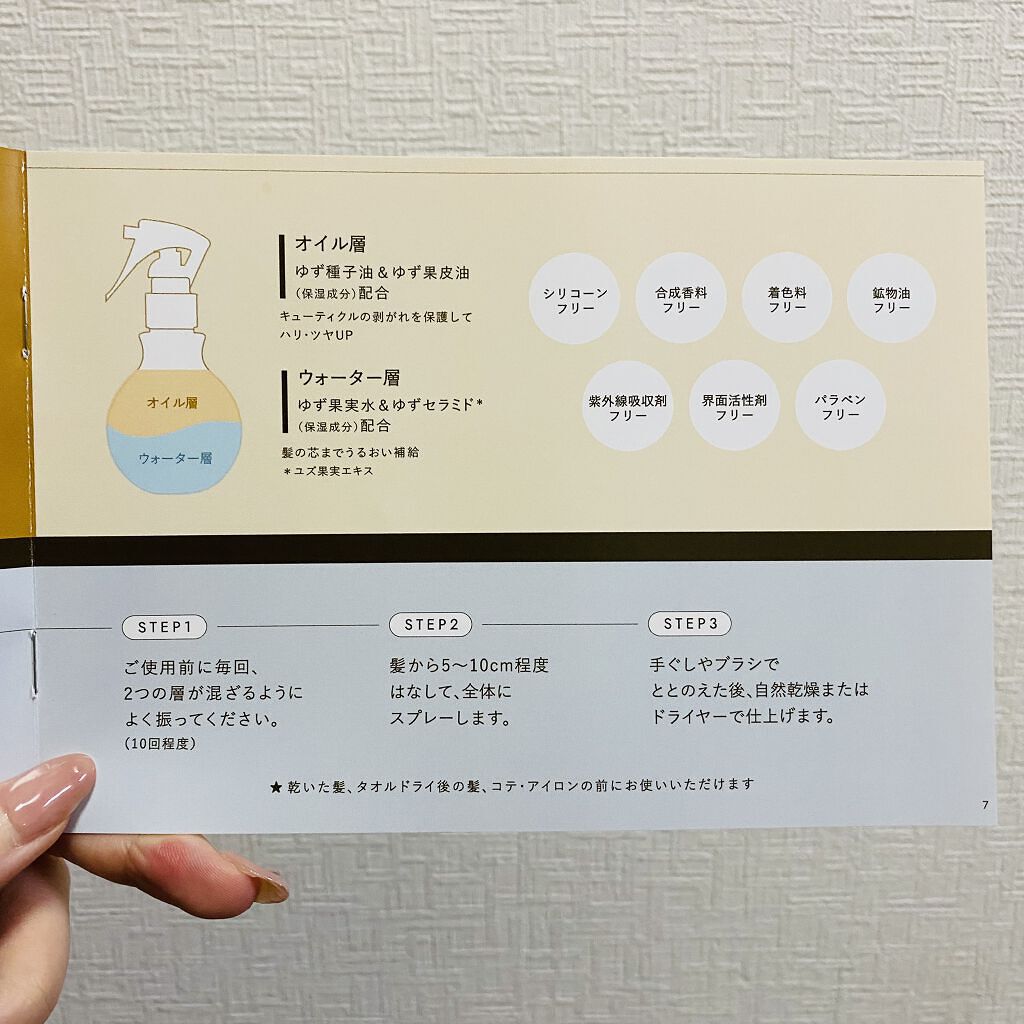 オイル層
ゆず種子油&ゆず果皮油
(保湿成分)配合
キューティクルの剥がれを保護して
ハリ・ツヤUP
ウォーター層
ゆず果実水&ゆずセラミド*
(保湿成分)配合
髪の芯までうるおい補給
*ユズ果実エキス
オイル層
ウォーター層
シリコーン
フリー
合成香料
フリー
着色料
フリー
鉱物油
フリー
紫外線吸収剤
フリー
界面活性剤
フリー
パラベン
フリー
STEP1
ご使用前に毎回、
2つの層が混ざるように
よく振ってください。
(10回程度)
STEP2
髪から5〜10cm程度
はなして、全体に
スプレーします。
STEP3
手ぐしやブラシで
ととのえた後、自然乾燥または
ドライヤーで仕上げます。
★乾いた髪、タオルドライ後の髪、コテ・アイロンの前にお使いいただけます
7